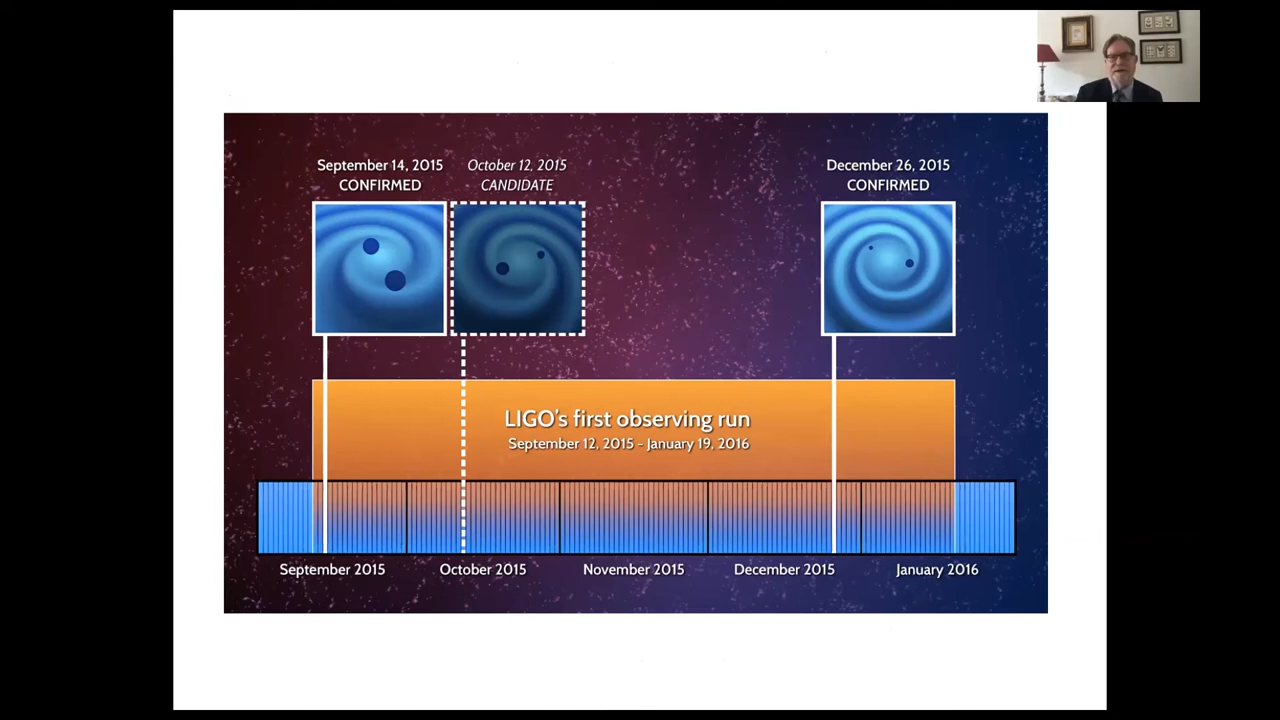 September 14, 2015
CONFIRMED
October 12, 2015
CANDIDATE
December 26, 2015
CONFIRMED
LIGO's first observing run
September 12, 2015 - January 19, 2016
September 2015
October 2015
November 2015
December 2015
January 2016